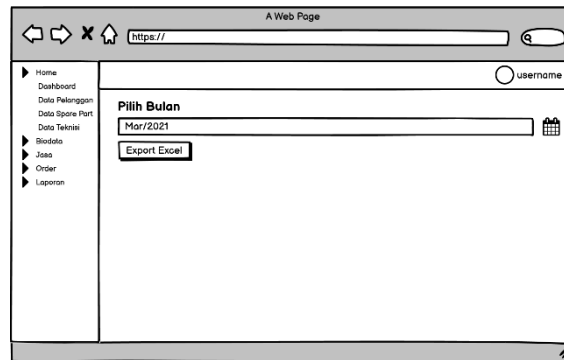 A Web Page
https://
username
Home
Dashboard
Data Pelanggan
Data Spare Part
Data Teknisi
Biodata
Jasa
Order
Laporan
Pilih Bulan
Mar/2021
Export Excel